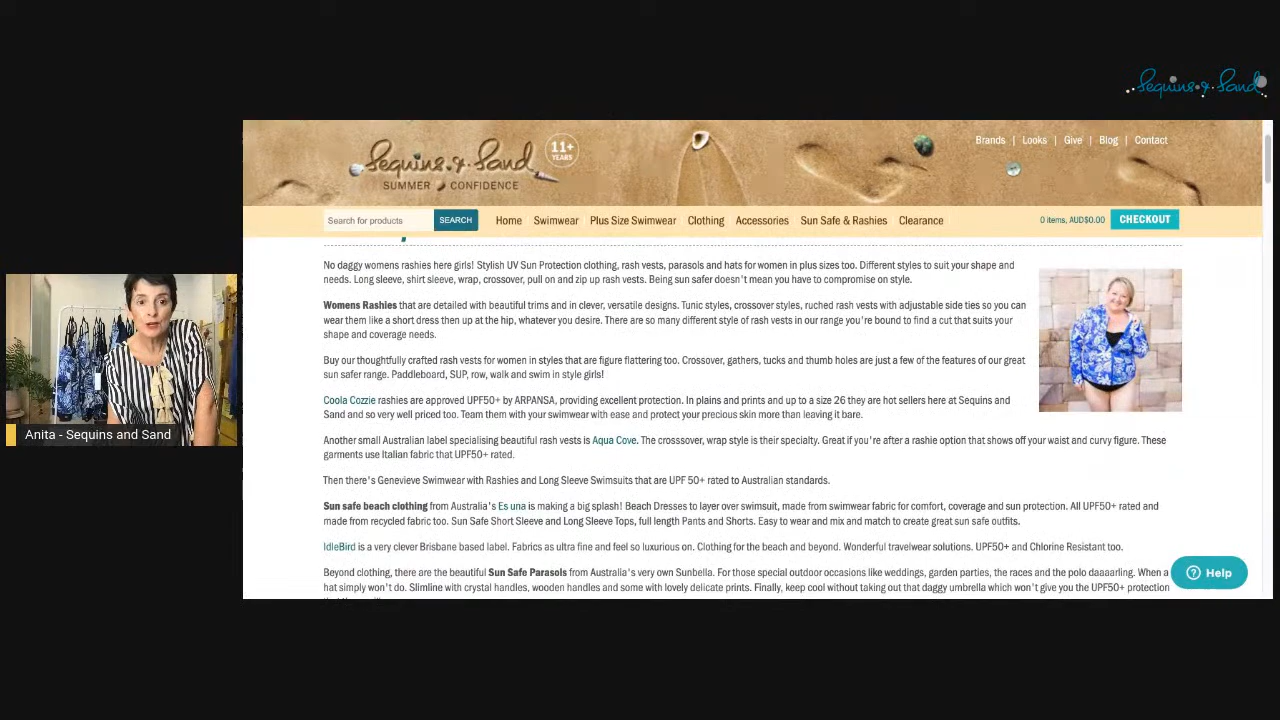 Sequins & Sand
Sequins & Sand
SUMMER CONFIDENCE
11+
YEARS
Brands | Looks | Give | Blog | Contact
Search for products SEARCH Home Swimwear Plus Size Swimwear Clothing Accessories Sun Safe & Rashies Clearance 0 items, AUD$0.00 CHECKOUT
No daggy womens rashies here girls! Stylish UV Sun Protection clothing, rash vests, parasols and hats for women in plus sizes too. Different styles to suit your shape and
needs. Long sleeve, shirt sleeve, wrap, crossover, pull on and zip up rash vests. Being sun safer doesn't mean you have to compromise on style.
Womens Rashies that are detailed with beautiful trims and in clever, versatile designs. Tunic styles, crossover styles, ruched rash vests with adjustable side ties so you can
wear them like a short dress then up at the hip, whatever you desire. There are so many different style of rash vests in our range you're bound to find a cut that suits your
shape and coverage needs.
Buy our thoughtfully crafted rash vests for women in styles that are figure flattering too. Crossover, gathers, tucks and thumb holes are just a few of the features of our great
sun safer range. Paddleboard, SUP, row, walk and swim in style girls!
Coola Cozzie rashies are approved UPF50+ by ARPANSA, providing excellent protection. In plains and prints and up to a size 26 they are hot sellers here at Sequins and
Sand and so very well priced too. Team them with your swimwear with ease and protect your precious skin more than leaving it bare.
Another small Australian label specialising beautiful rash vests is Aqua Cove. The crosssover, wrap style is their specialty. Great if you're after a rashie option that shows off your waist and curvy figure. These
garments use Italian fabric that UPF50+ rated.
Then there's Genevieve Swimwear with Rashies and Long Sleeve Swimsuits that are UPF 50+ rated to Australian standards.
Sun safe beach clothing from Australia's Es una is making a big splash! Beach Dresses to layer over swimsuit, made from swimwear fabric for comfort, coverage and sun protection. All UPF50+ rated and
made from recycled fabric too. Sun Safe Short Sleeve and Long Sleeve Tops, full length Pants and Shorts. Easy to wear and mix and match to create great sun safe outfits.
IdleBird is a very clever Brisbane based label. Fabrics as ultra fine and feel so luxurious on. Clothing for the beach and beyond. Wonderful travelwear solutions. UPF50+ and Chlorine Resistant too.
Beyond clothing, there are the beautiful Sun Safe Parasols from Australia's very own Sunbella. For those special outdoor occasions like weddings, garden parties, the races and the polo daaaarling. When a
hat simply won't do. Slimline with crystal handles, wooden handles and some with lovely delicate prints. Finally, keep cool without taking out that daggy umbrella which won't give you the UPF50+ protection
Help
Anita - Sequins and Sand